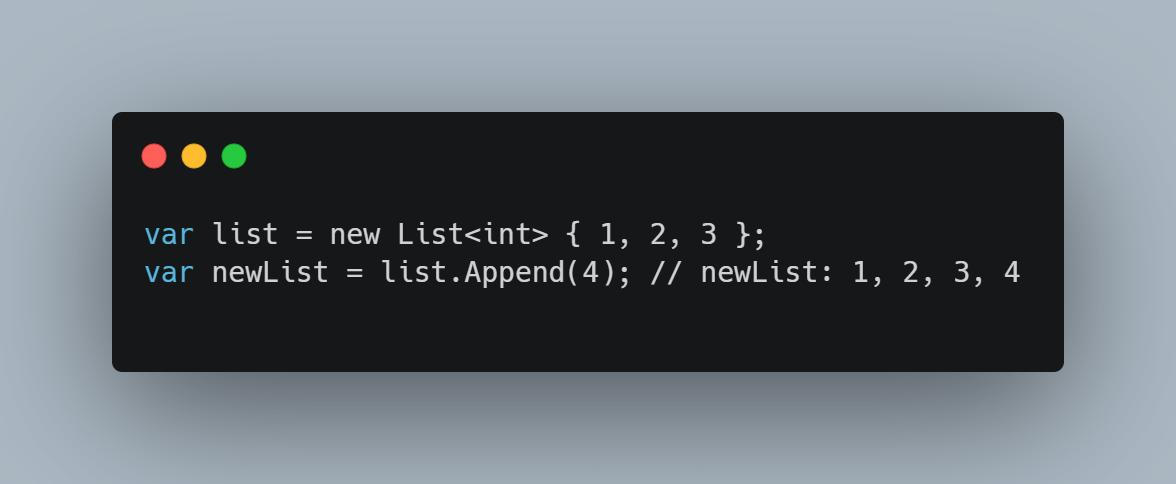 var list = new List<int> { 1, 2, 3 };
var newList = list.Append(4); // newList: 1, 2, 3, 4